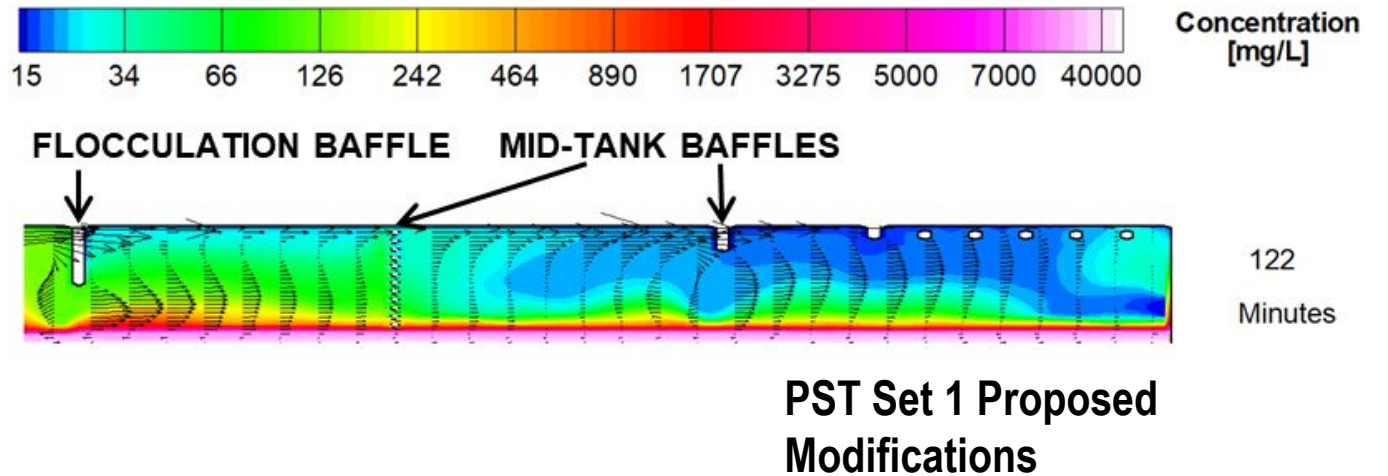 Concentration
[mg/L]
15 34 66 126 242 464 890 1707 3275 5000 7000 40000
FLOCCULATION BAFFLE MID-TANK BAFFLES
122
Minutes
PST Set 1 Proposed
Modifications